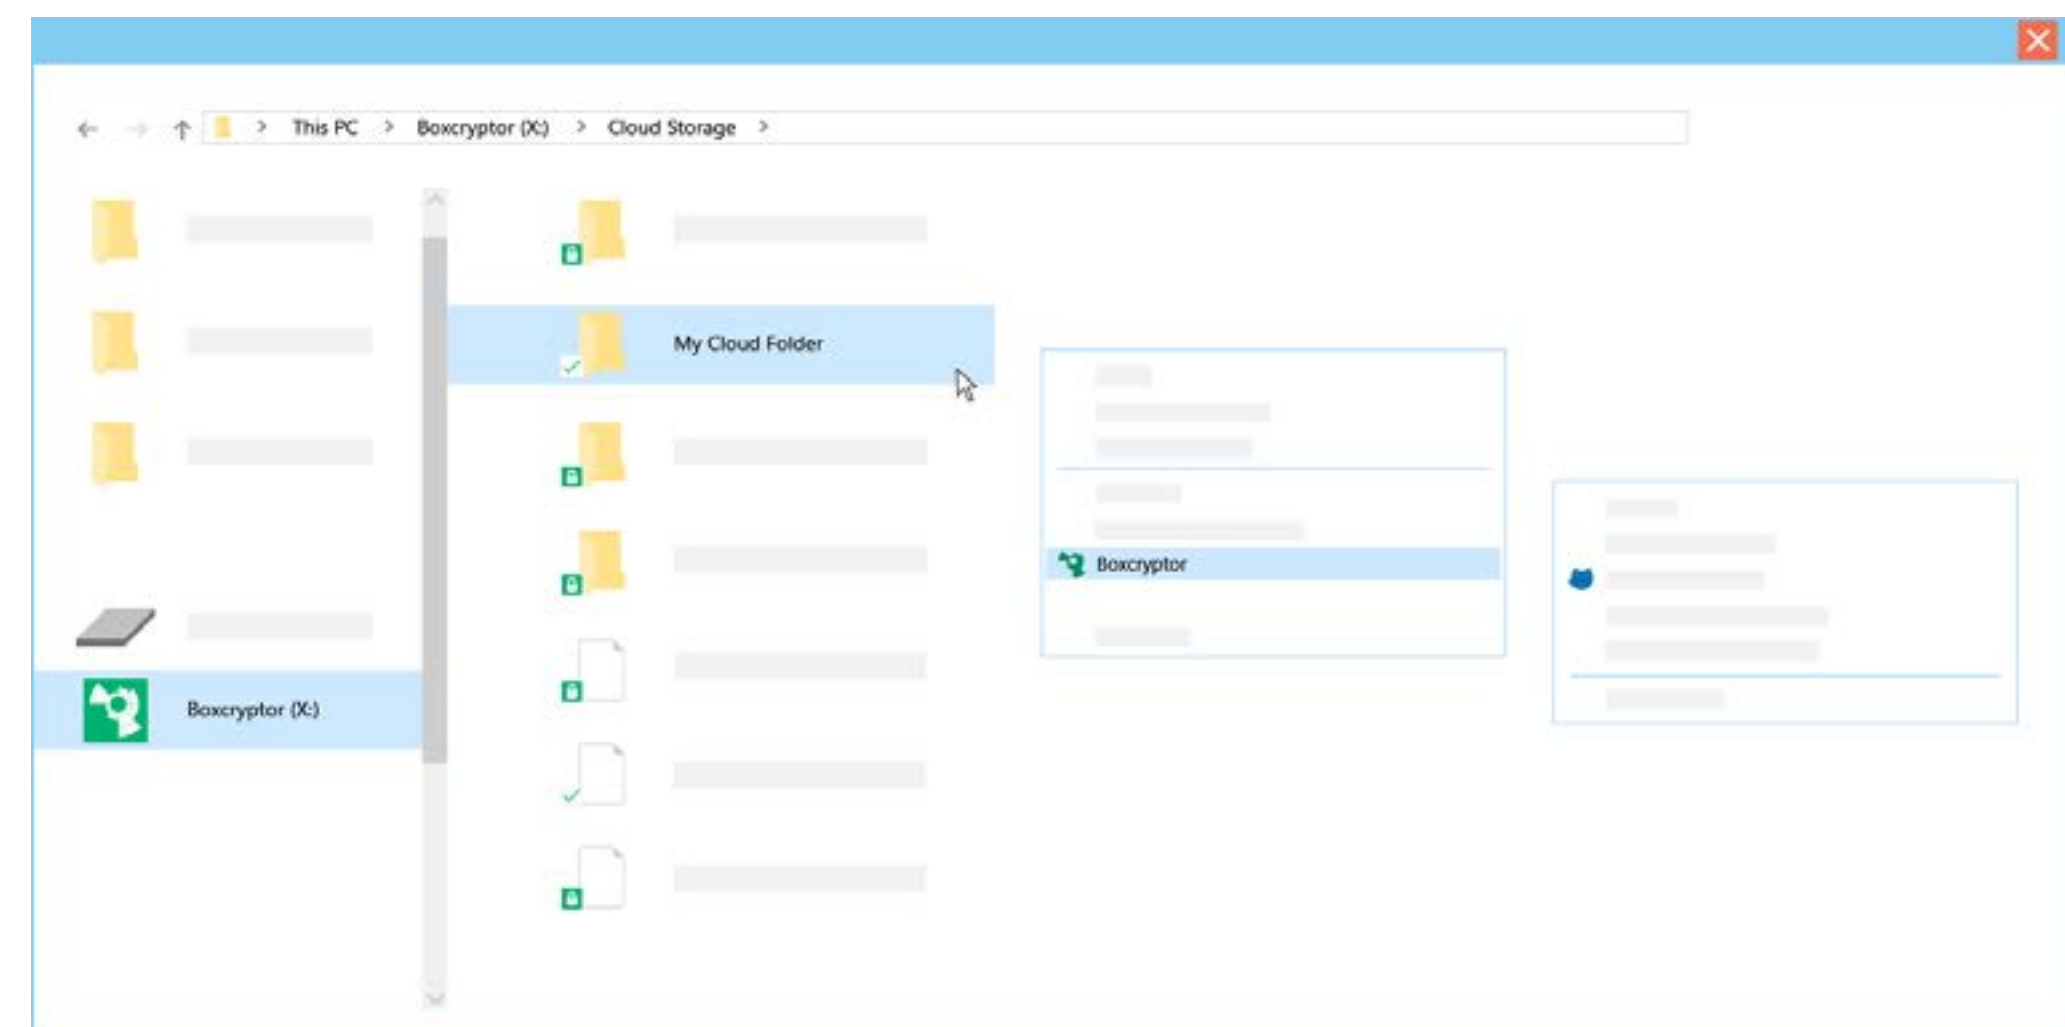 This PC > Boxcryptor (X:) > Cloud Storage >
My Cloud Folder
Boxcryptor
Boxcryptor (X:)